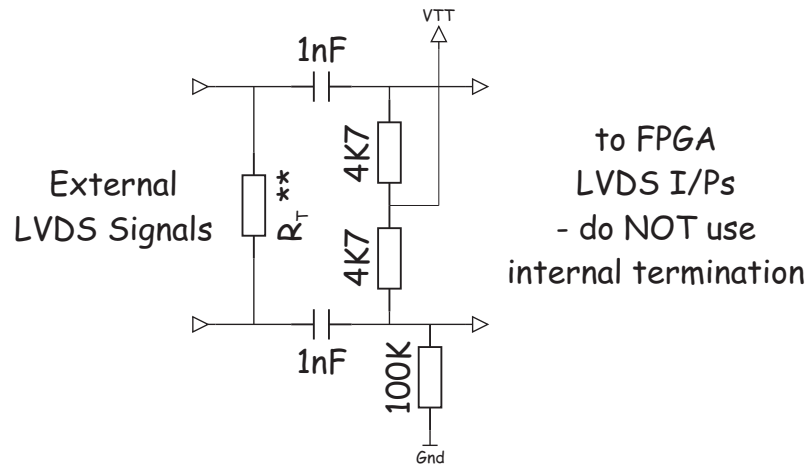 VTT
1nF
4K7
External
LVDS Signals
RT **
4K7
to FPGA
LVDS I/Ps
- do NOT use
internal termination
1nF
100K
Gnd